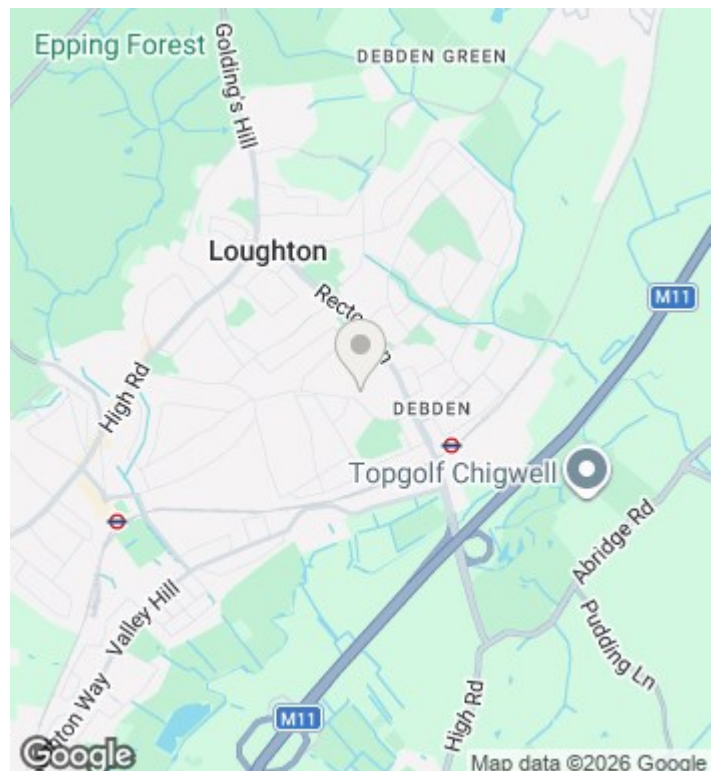 Epping Forest
Golding's Hill
DEBDEN GREEN
Loughton
M11
High Rd
DEBDEN
Topgolf Chigwell
Abridge Rd
Valley Hill
Pudding Ln
Way
M11
High Rd
Google
Map data ©2026 Google